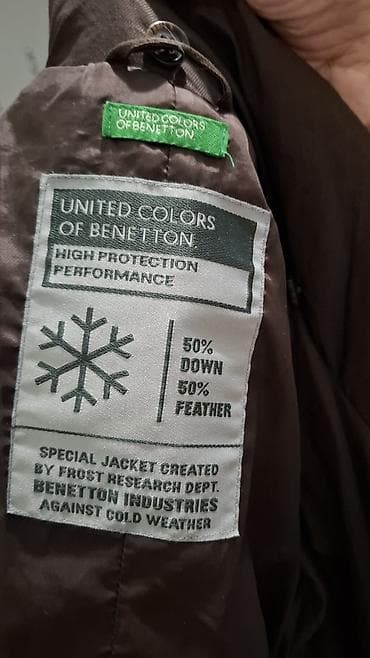 UNITED COLORS
OF BENETTON
UNITED COLORS
OF BENETTON
HIGH PROTECTION
PERFORMANCE
50%
DOWN
50%
FEATHER
SPECIAL JACKET CREATED
BY FROST RESEARCH DEPT.
BENETTON INDUSTRIES
AGAINST COLD WEATHER